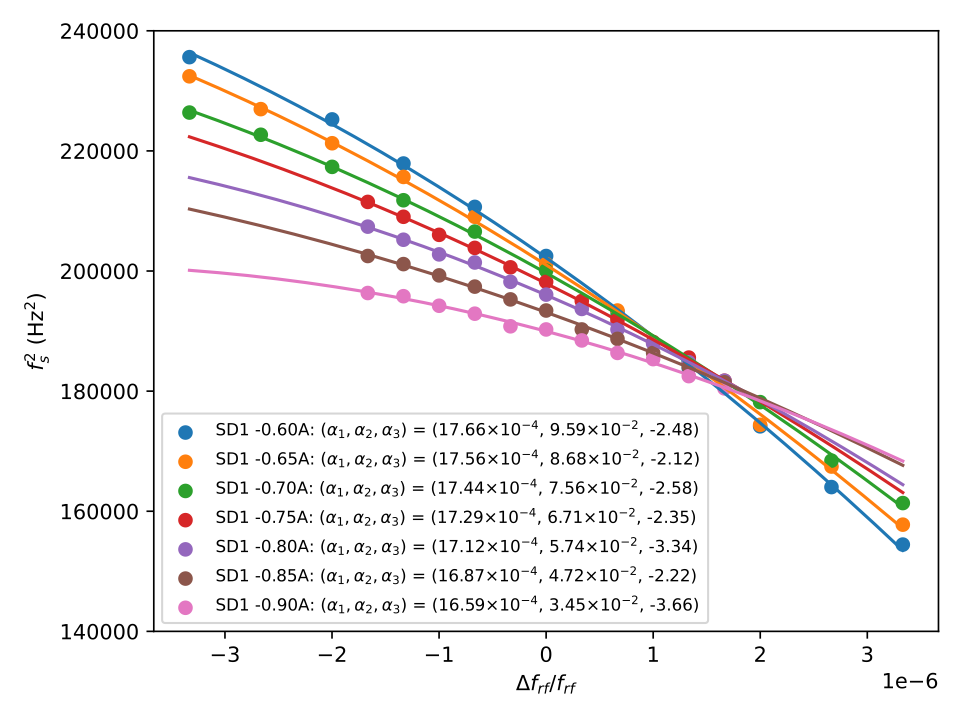 240000
220000
200000
180000
160000
140000
f_s^2 (Hz^2)
SD1 -0.60A: (α₁, α₂, α₃) = (17.66×10⁻⁴, 9.59×10⁻², -2.48)
SD1 -0.65A: (α₁, α₂, α₃) = (17.56×10⁻⁴, 8.68×10⁻², -2.12)
SD1 -0.70A: (α₁, α₂, α₃) = (17.44×10⁻⁴, 7.56×10⁻², -2.58)
SD1 -0.75A: (α₁, α₂, α₃) = (17.29×10⁻⁴, 6.71×10⁻², -2.35)
SD1 -0.80A: (α₁, α₂, α₃) = (17.12×10⁻⁴, 5.74×10⁻², -3.34)
SD1 -0.85A: (α₁, α₂, α₃) = (16.87×10⁻⁴, 4.72×10⁻², -2.22)
SD1 -0.90A: (α₁, α₂, α₃) = (16.59×10⁻⁴, 3.45×10⁻², -3.66)
−3 −2 −1 0 1 2 3
1e−6
Δf_rf/f_rf